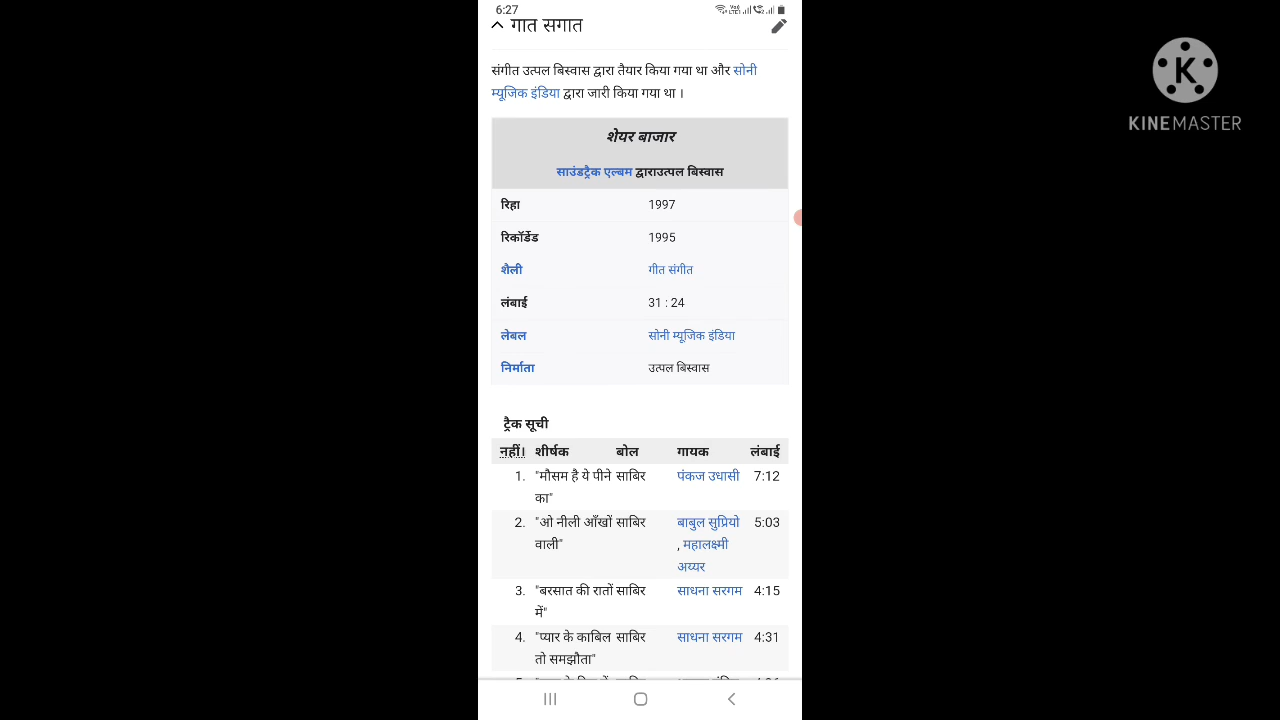 6:27
गीत संगीत
संगीत उत्पल बिस्वास द्वारा तैयार किया गया था और सोनी
म्यूजिक इंडिया द्वारा जारी किया गया था ।
शेयर बाजार
साउंडट्रैक एल्बम द्वाराउत्पल बिस्वास
रिहा 1997
रिकॉर्डेड 1995
शैली गीत संगीत
लंबाई 31 : 24
लेबल सोनी म्यूजिक इंडिया
निर्माता उत्पल बिस्वास
ट्रैक सूची
नहीं। शीर्षक बोल गायक लंबाई
1. "मौसम है ये पीने साबिर पंकज उधासी 7:12
का"
2. "ओ नीली आँखों साबिर बाबुल सुप्रियो 5:03
वाली" , महालक्ष्मी
अय्यर
3. "बरसात की रातों साबिर साधना सरगम 4:15
में"
4. "प्यार के काबिल साबिर साधना सरगम 4:31
तो समझौता"
K
KINEMASTER